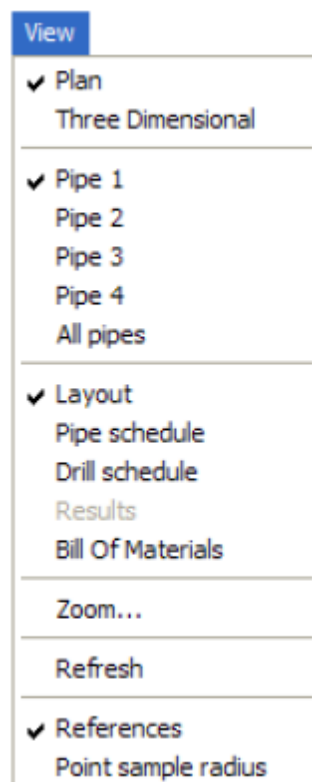 View
Plan
Three Dimensional
Pipe 1
Pipe 2
Pipe 3
Pipe 4
All pipes
Layout
Pipe schedule
Drill schedule
Results
Bill Of Materials
Zoom...
Refresh
References
Point sample radius